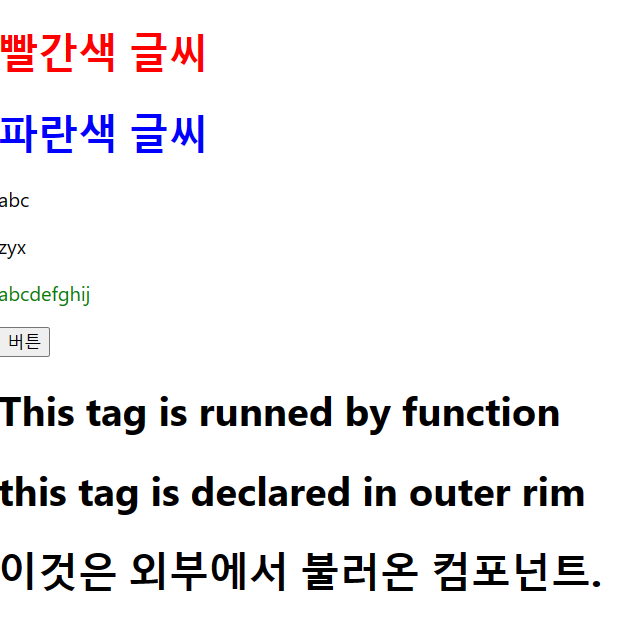 빨간색 글씨
파란색 글씨
abc
zyx
abcdefghij
버튼
This tag is runned by function
this tag is declared in outer rim
이것은 외부에서 불러온 컴포넌트.